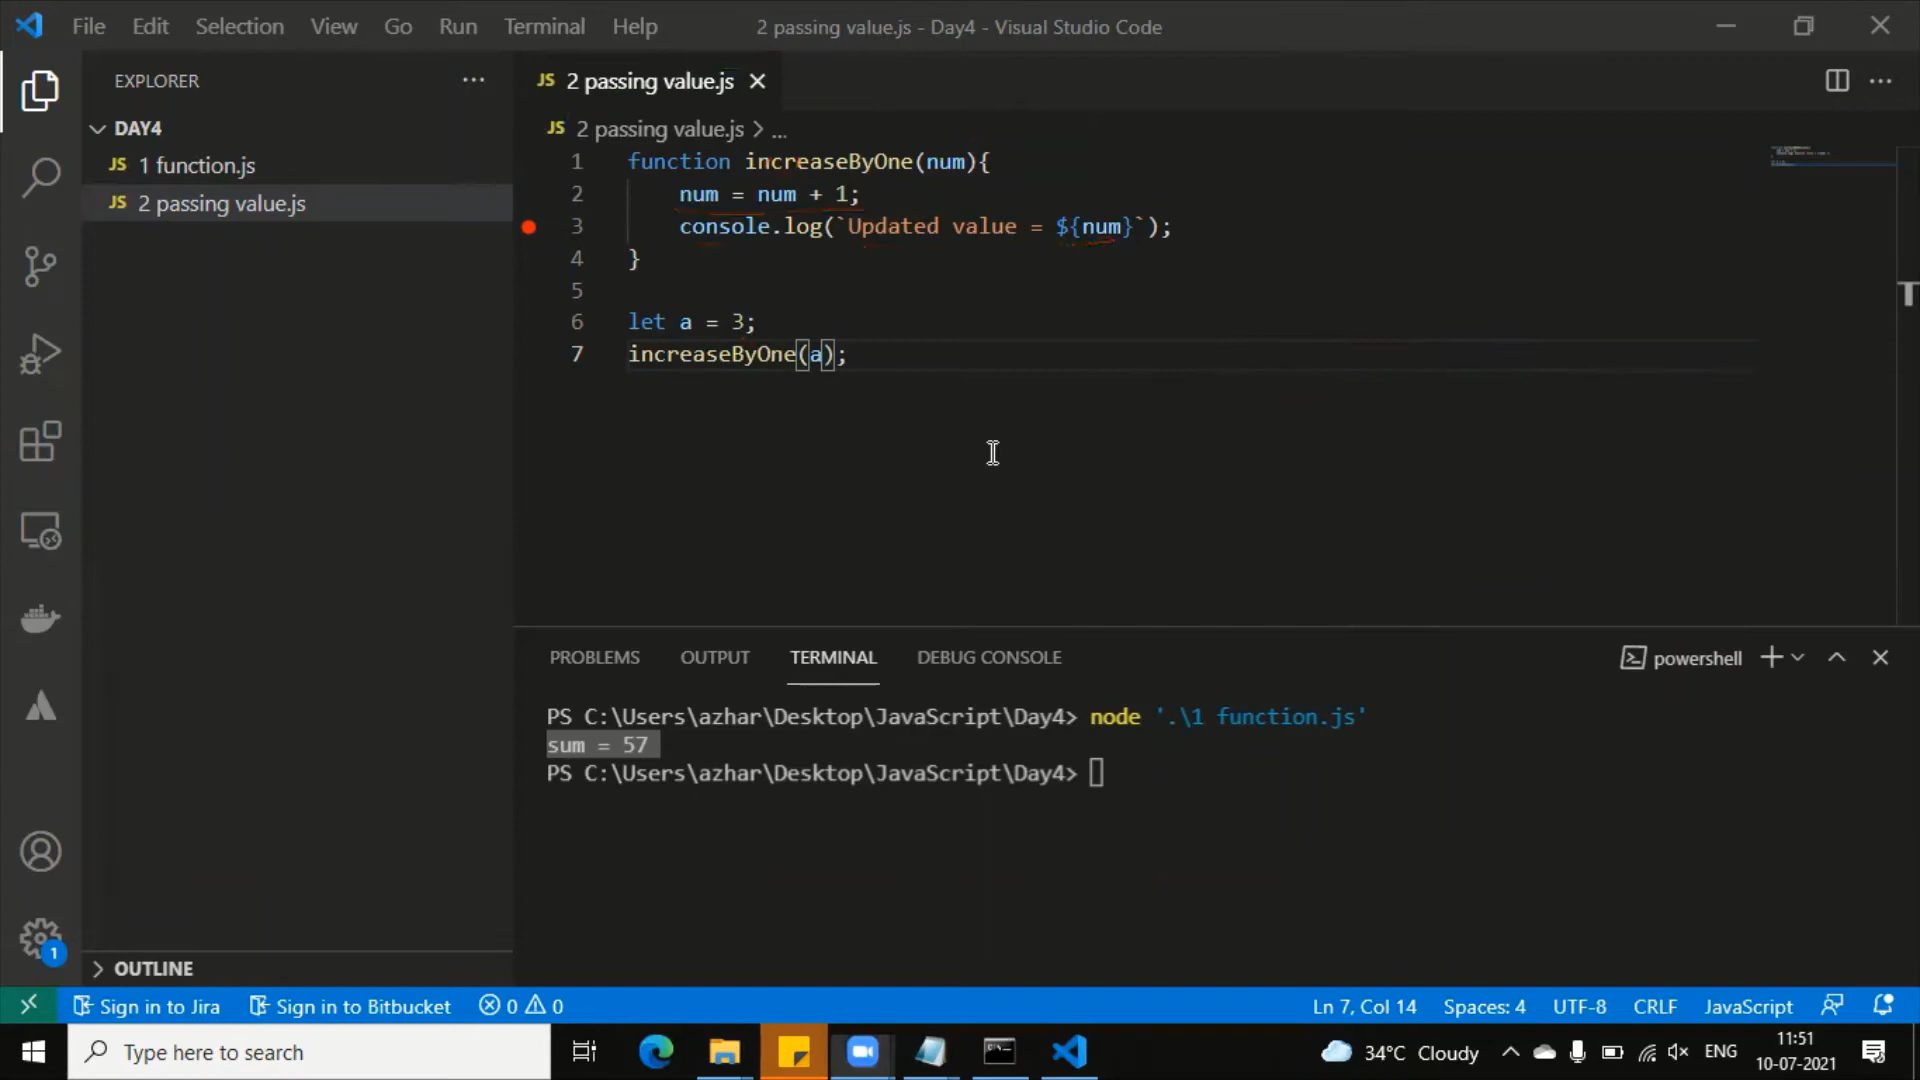 File Edit Selection View Go Run Terminal Help 2 passing value.js - Day4 - Visual Studio Code
EXPLORER
DAY4
JS 1 function.js
JS 2 passing value.js
OUTLINE
JS 2 passing value.js
JS 2 passing value.js > ...
1 function increaseByOne(num){
2 num = num + 1;
3 console.log(`Updated value = ${num}`);
4 }
5
6 let a = 3;
7 increaseByOne(a);
T
PROBLEMS OUTPUT TERMINAL DEBUG CONSOLE powershell
PS C:\Users\azhar\Desktop\JavaScript\Day4> node '.\1 function.js'
sum = 57
PS C:\Users\azhar\Desktop\JavaScript\Day4>
1
Sign in to Jira Sign in to Bitbucket 0 0 Ln 7, Col 14 Spaces: 4 UTF-8 CRLF JavaScript
Type here to search 34°C Cloudy ENG 11:51
10-07-2021